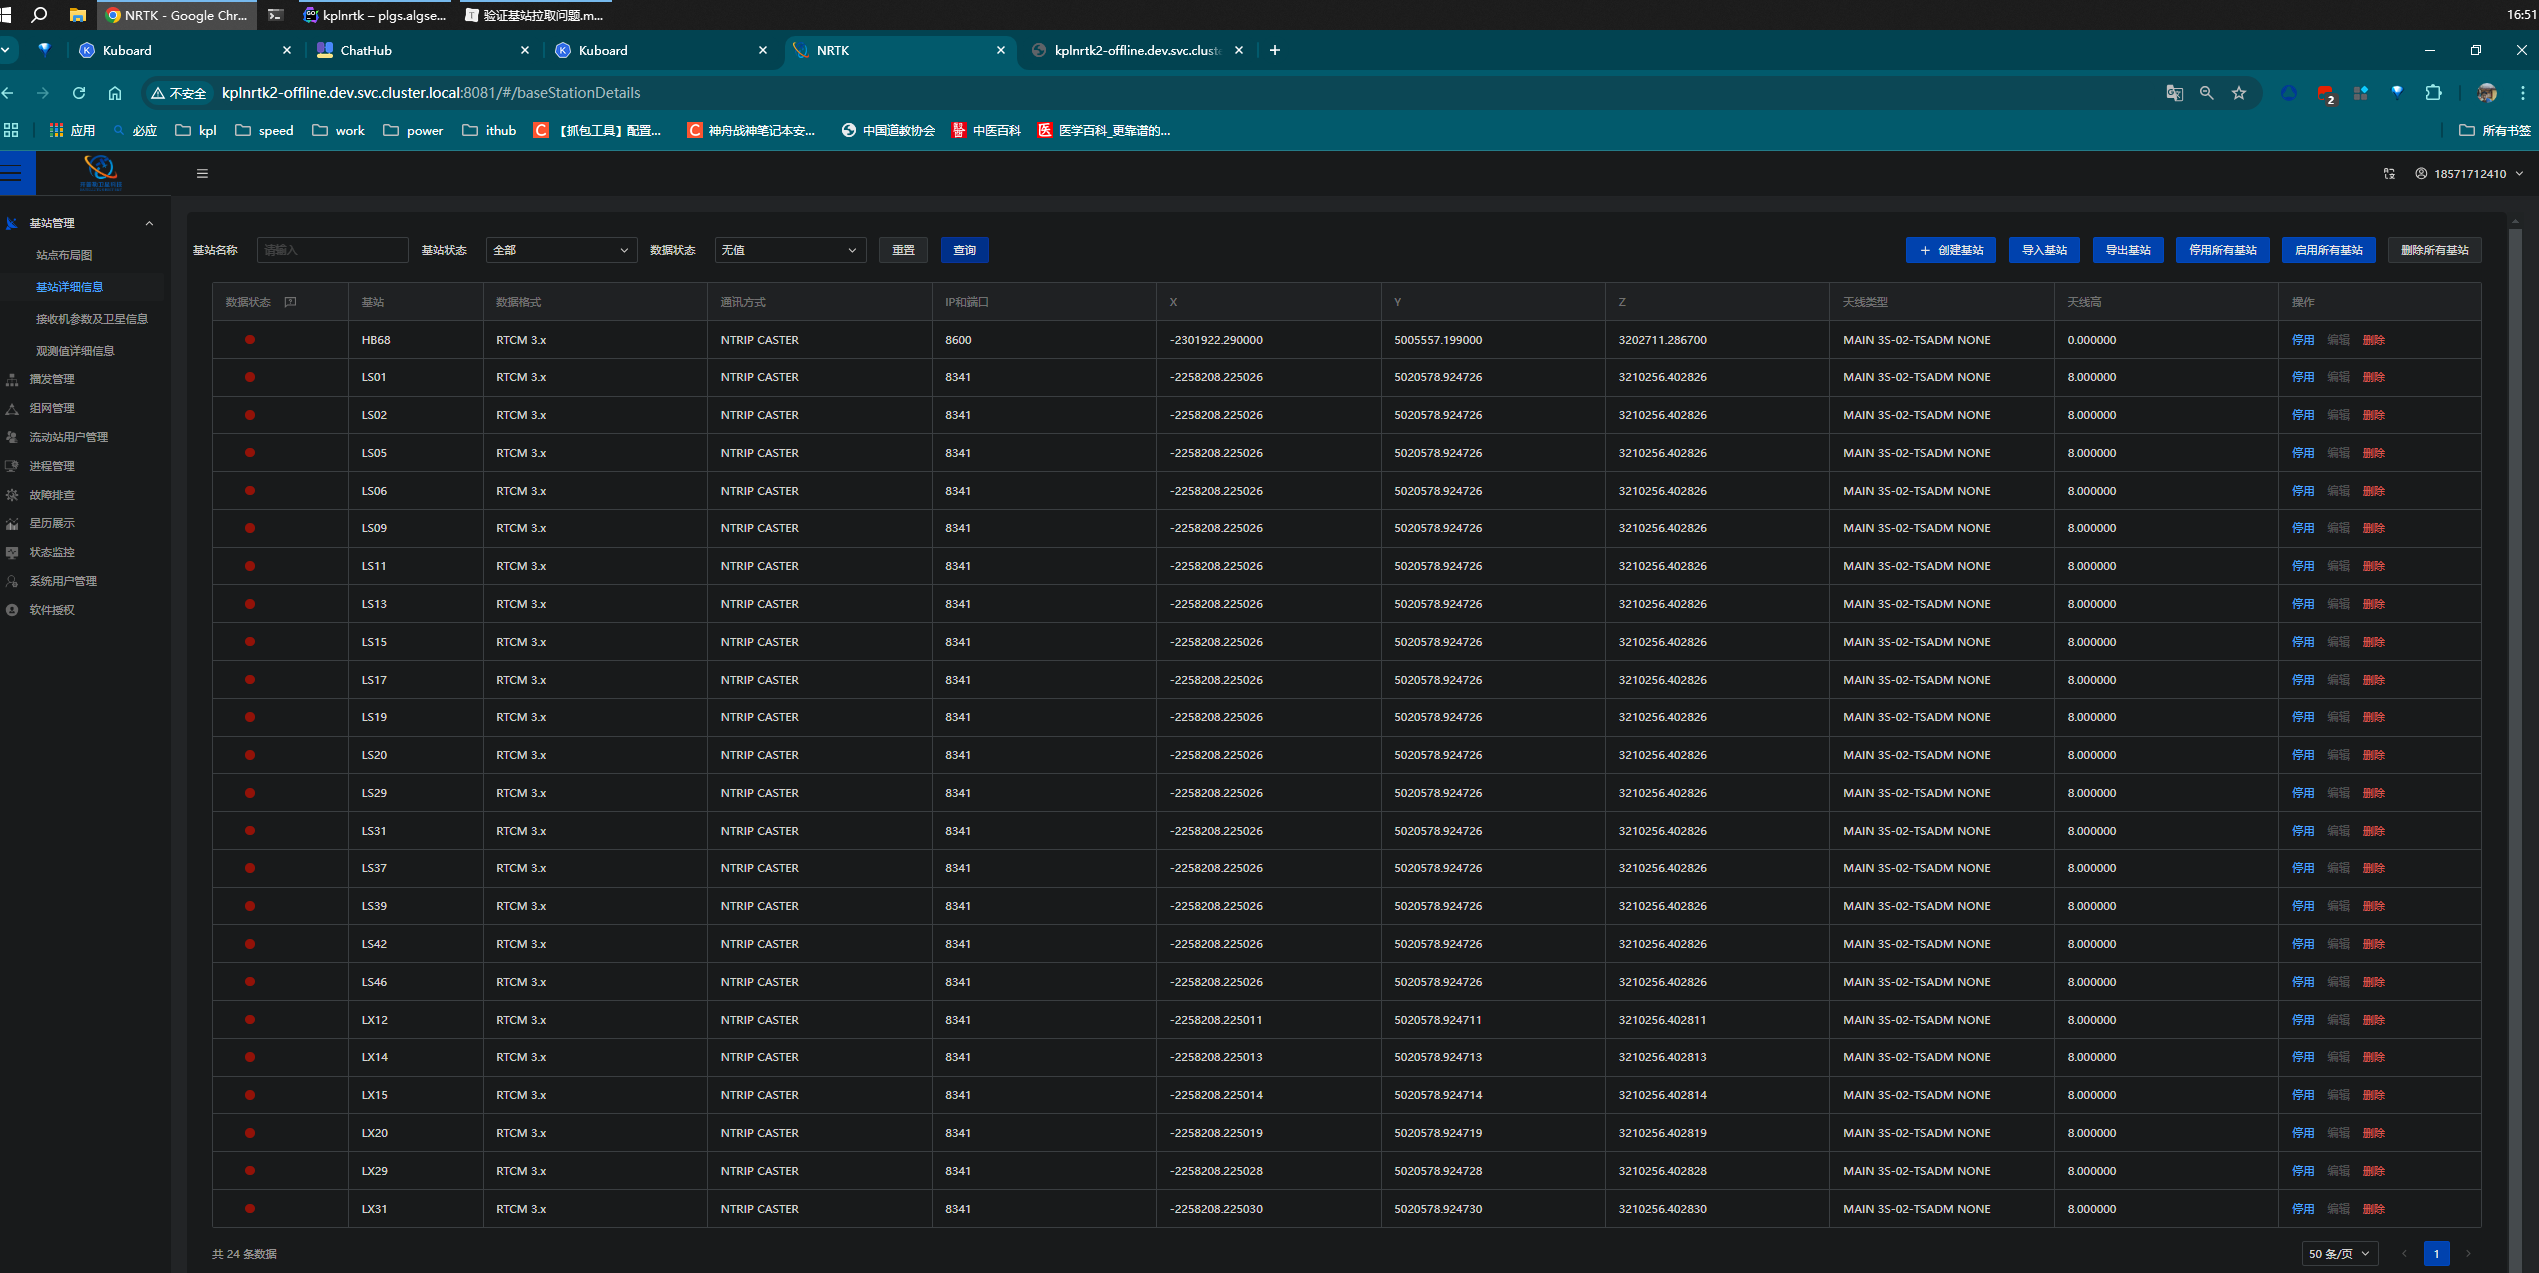 NRTK - Google Chr...
kplnrtk – plgs.algse...
验证基站拉取问题.m...
16:51
Kuboard
ChatHub
Kuboard
NRTK
kplnrtk2-offline.dev.svc.cluste
不安全
kplnrtk2-offline.dev.svc.cluster.local:8081/#/baseStationDetails
2
应用
必应
kpl
speed
work
power
ithub
【抓包工具】配置...
神舟战神笔记本安...
中国道教协会
中医百科
医学百科_更靠谱的...
所有书签
18571712410
基站管理
站点布局图
基站详细信息
接收机参数及卫星信息
观测值详细信息
播发管理
组网管理
流动站用户管理
进程管理
故障排查
星历展示
状态监控
系统用户管理
软件授权
基站名称 请输入 基站状态 全部 数据状态 无值 重置 查询 + 创建基站 导入基站 导出基站 停用所有基站 启用所有基站 删除所有基站
数据状态 基站 数据格式 通讯方式 IP和端口 X Y Z 天线类型 天线高 操作
HB68 RTCM 3.x NTRIP CASTER 8600 -2301922.290000 5005557.199000 3202711.286700 MAIN 3S-02-TSADM NONE 0.000000 停用 编辑 删除
LS01 RTCM 3.x NTRIP CASTER 8341 -2258208.225026 5020578.924726 3210256.402826 MAIN 3S-02-TSADM NONE 8.000000 停用 编辑 删除
LS02 RTCM 3.x NTRIP CASTER 8341 -2258208.225026 5020578.924726 3210256.402826 MAIN 3S-02-TSADM NONE 8.000000 停用 编辑 删除
LS05 RTCM 3.x NTRIP CASTER 8341 -2258208.225026 5020578.924726 3210256.402826 MAIN 3S-02-TSADM NONE 8.000000 停用 编辑 删除
LS06 RTCM 3.x NTRIP CASTER 8341 -2258208.225026 5020578.924726 3210256.402826 MAIN 3S-02-TSADM NONE 8.000000 停用 编辑 删除
LS09 RTCM 3.x NTRIP CASTER 8341 -2258208.225026 5020578.924726 3210256.402826 MAIN 3S-02-TSADM NONE 8.000000 停用 编辑 删除
LS11 RTCM 3.x NTRIP CASTER 8341 -2258208.225026 5020578.924726 3210256.402826 MAIN 3S-02-TSADM NONE 8.000000 停用 编辑 删除
LS13 RTCM 3.x NTRIP CASTER 8341 -2258208.225026 5020578.924726 3210256.402826 MAIN 3S-02-TSADM NONE 8.000000 停用 编辑 删除
LS15 RTCM 3.x NTRIP CASTER 8341 -2258208.225026 5020578.924726 3210256.402826 MAIN 3S-02-TSADM NONE 8.000000 停用 编辑 删除
LS17 RTCM 3.x NTRIP CASTER 8341 -2258208.225026 5020578.924726 3210256.402826 MAIN 3S-02-TSADM NONE 8.000000 停用 编辑 删除
LS19 RTCM 3.x NTRIP CASTER 8341 -2258208.225026 5020578.924726 3210256.402826 MAIN 3S-02-TSADM NONE 8.000000 停用 编辑 删除
LS20 RTCM 3.x NTRIP CASTER 8341 -2258208.225026 5020578.924726 3210256.402826 MAIN 3S-02-TSADM NONE 8.000000 停用 编辑 删除
LS29 RTCM 3.x NTRIP CASTER 8341 -2258208.225026 5020578.924726 3210256.402826 MAIN 3S-02-TSADM NONE 8.000000 停用 编辑 删除
LS31 RTCM 3.x NTRIP CASTER 8341 -2258208.225026 5020578.924726 3210256.402826 MAIN 3S-02-TSADM NONE 8.000000 停用 编辑 删除
LS37 RTCM 3.x NTRIP CASTER 8341 -2258208.225026 5020578.924726 3210256.402826 MAIN 3S-02-TSADM NONE 8.000000 停用 编辑 删除
LS39 RTCM 3.x NTRIP CASTER 8341 -2258208.225026 5020578.924726 3210256.402826 MAIN 3S-02-TSADM NONE 8.000000 停用 编辑 删除
LS42 RTCM 3.x NTRIP CASTER 8341 -2258208.225026 5020578.924726 3210256.402826 MAIN 3S-02-TSADM NONE 8.000000 停用 编辑 删除
LS46 RTCM 3.x NTRIP CASTER 8341 -2258208.225026 5020578.924726 3210256.402826 MAIN 3S-02-TSADM NONE 8.000000 停用 编辑 删除
LX12 RTCM 3.x NTRIP CASTER 8341 -2258208.225011 5020578.924711 3210256.402811 MAIN 3S-02-TSADM NONE 8.000000 停用 编辑 删除
LX14 RTCM 3.x NTRIP CASTER 8341 -2258208.225013 5020578.924713 3210256.402813 MAIN 3S-02-TSADM NONE 8.000000 停用 编辑 删除
LX15 RTCM 3.x NTRIP CASTER 8341 -2258208.225014 5020578.924714 3210256.402814 MAIN 3S-02-TSADM NONE 8.000000 停用 编辑 删除
LX20 RTCM 3.x NTRIP CASTER 8341 -2258208.225019 5020578.924719 3210256.402819 MAIN 3S-02-TSADM NONE 8.000000 停用 编辑 删除
LX29 RTCM 3.x NTRIP CASTER 8341 -2258208.225028 5020578.924728 3210256.402828 MAIN 3S-02-TSADM NONE 8.000000 停用 编辑 删除
LX31 RTCM 3.x NTRIP CASTER 8341 -2258208.225030 5020578.924730 3210256.402830 MAIN 3S-02-TSADM NONE 8.000000 停用 编辑 删除
共 24 条数据
50 条/页
1